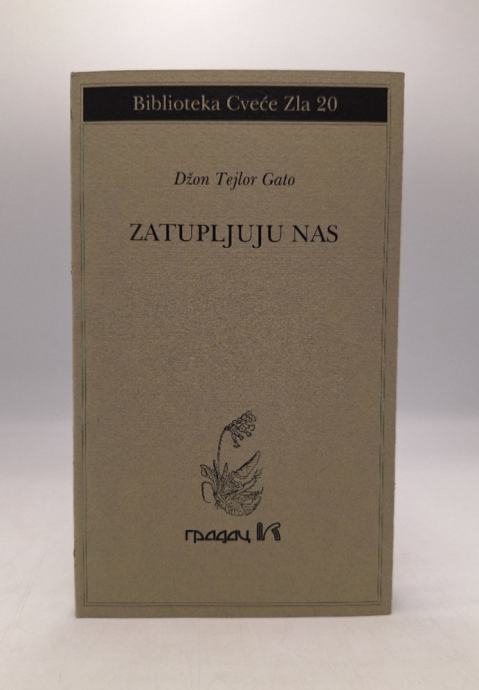 Biblioteka Cveće Zla 20
Džon Tejlor Gato
ZATUPLJUJU NAS
градац K